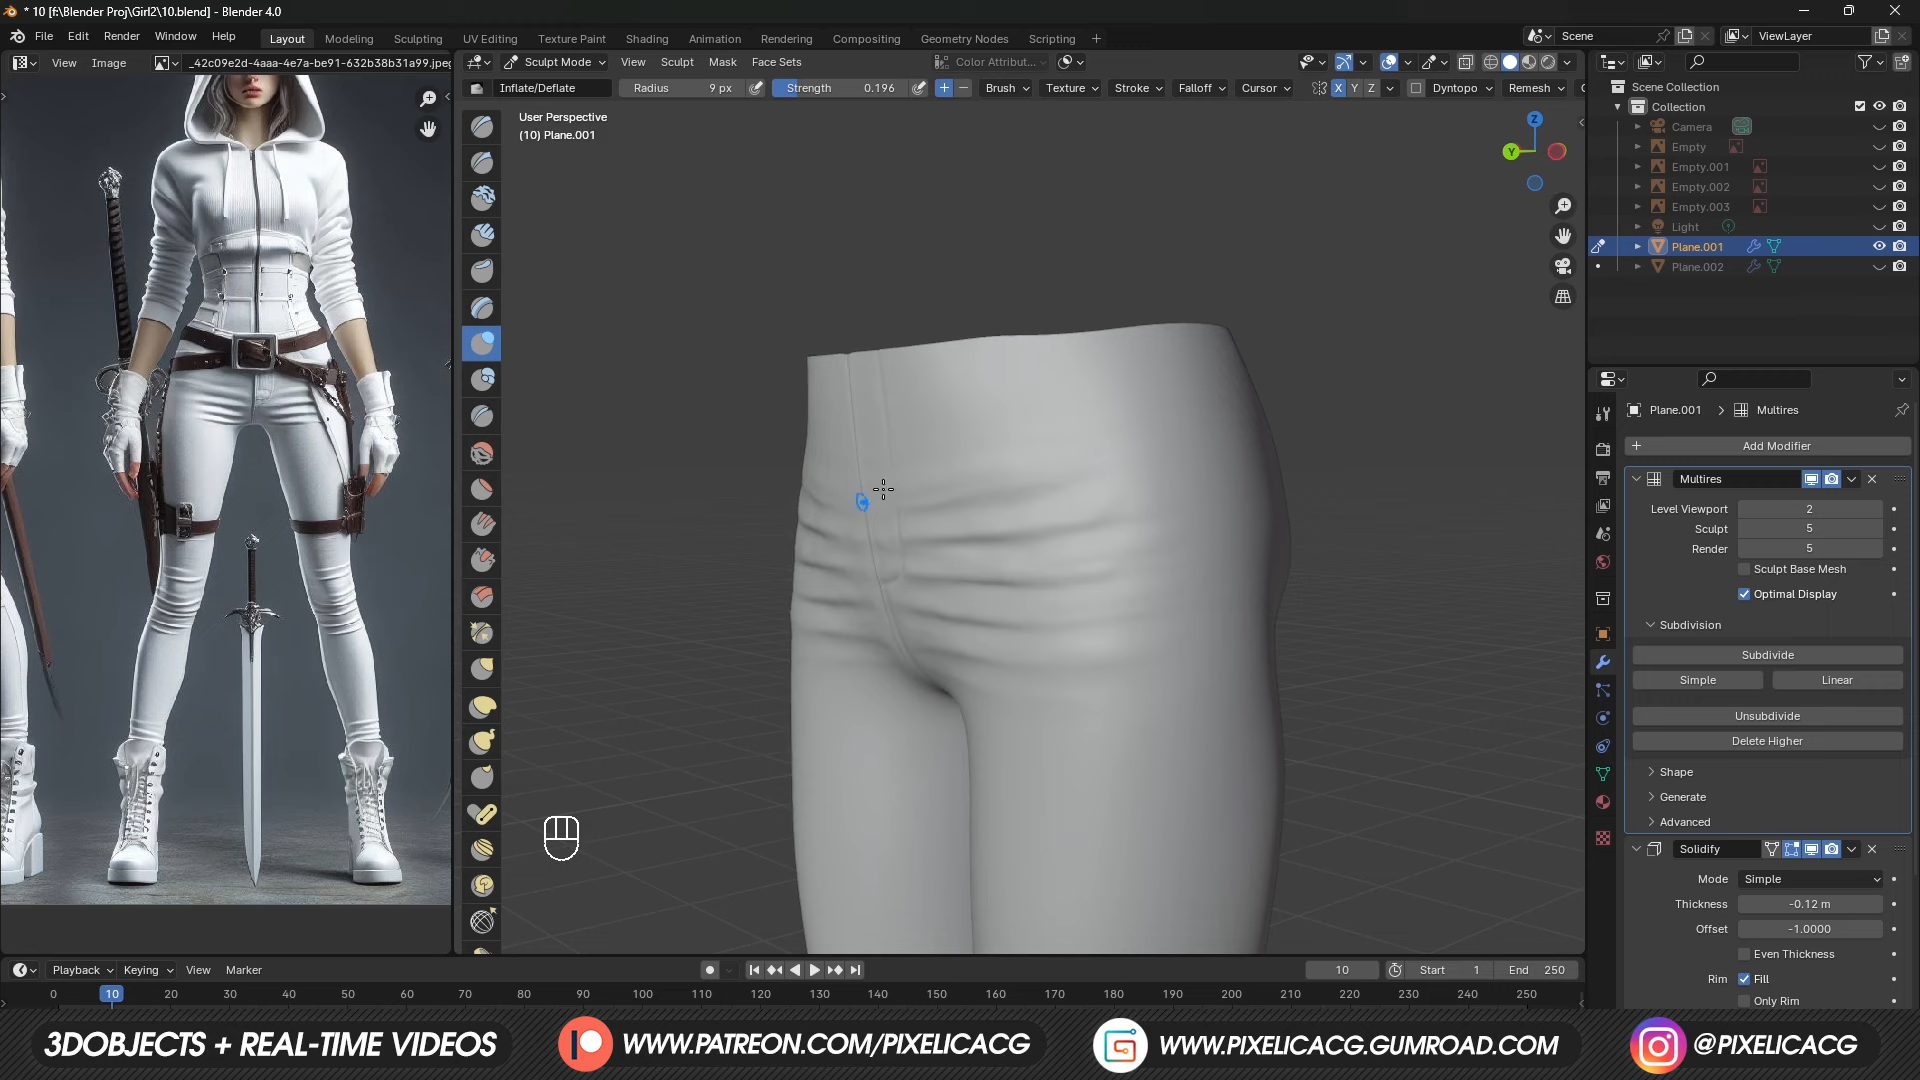 * 10 [f:\Blender Proj\Girl2\10.blend] - Blender 4.0
File Edit Render Window Help
Layout Modeling Sculpting UV Editing Texture Paint Shading Animation Rendering Compositing Geometry Nodes Scripting +
Scene
ViewLayer
View Image
_42c09e2d-4aaa-4e7a-be91-632b38b31a99.jpeg
Sculpt Mode View Sculpt Mask Face Sets
Color Attribut...
Inflate/Deflate
Radius 9 px
Strength 0.196
Brush Texture Stroke Falloff Cursor
X Y Z
Dyntopo Remesh
User Perspective
(10) Plane.001
Z
Y
Scene Collection
Collection
Camera
Empty
Empty.001
Empty.002
Empty.003
Light
Plane.001
Plane.002
Plane.001 > Multires
Add Modifier
Multires
Level Viewport 2
Sculpt 5
Render 5
Sculpt Base Mesh
Optimal Display
Subdivision
Subdivide
Simple Linear
Unsubdivide
Delete Higher
Shape
Generate
Advanced
Solidify
Mode Simple
Thickness -0.12 m
Offset -1.0000
Even Thickness
Rim Fill
Only Rim
Playback Keying View Marker
10
Start 1 End 250
0 10 20 30 40 50 60 70 80 90 100 110 120 130 140 150 160 170 180 190 200 210 220 230 240 250
3DOBJECTS + REAL-TIME VIDEOS
WWW.PATREON.COM/PIXELICACG
WWW.PIXELICACG.GUMROAD.COM
@PIXELICACG